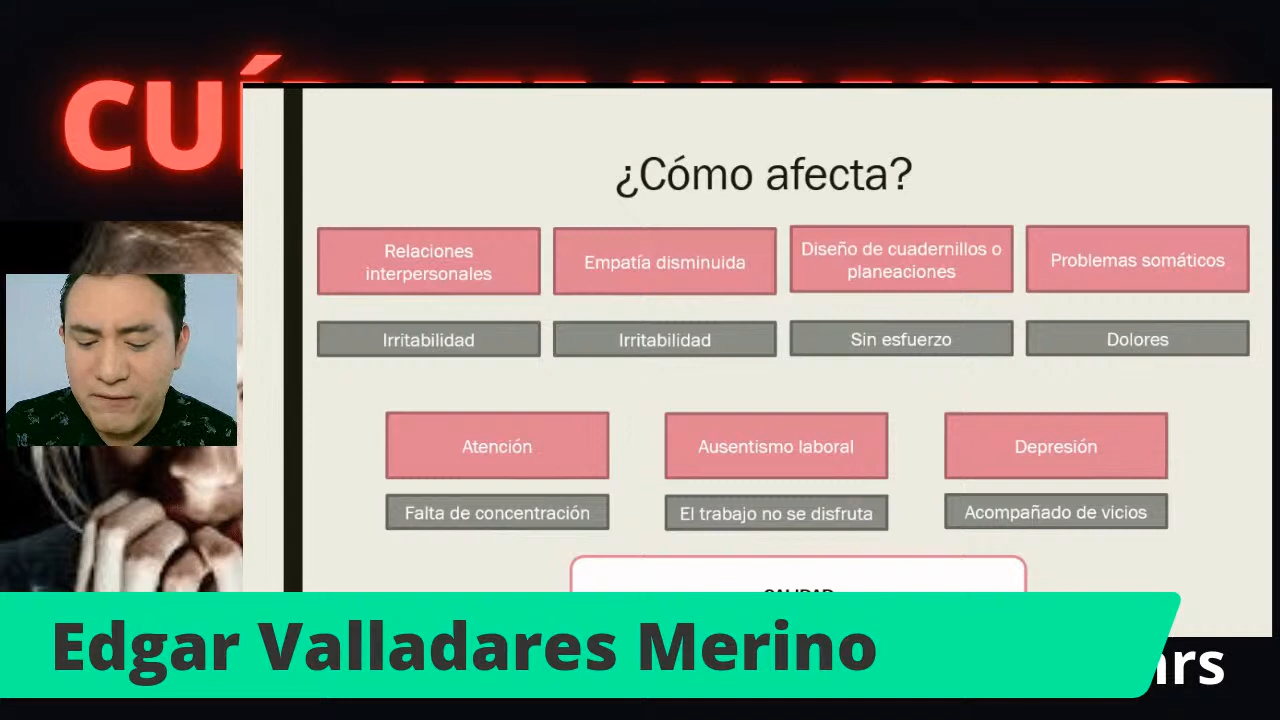 ¿Cómo afecta?
Relaciones
interpersonales
Empatía disminuida
Diseño de cuadernillos o
planeaciones
Problemas somáticos
Irritabilidad
Irritabilidad
Sin esfuerzo
Dolores
Atención
Ausentismo laboral
Depresión
Falta de concentración
El trabajo no se disfruta
Acompañado de vicios
Edgar Valladares Merino
hrs